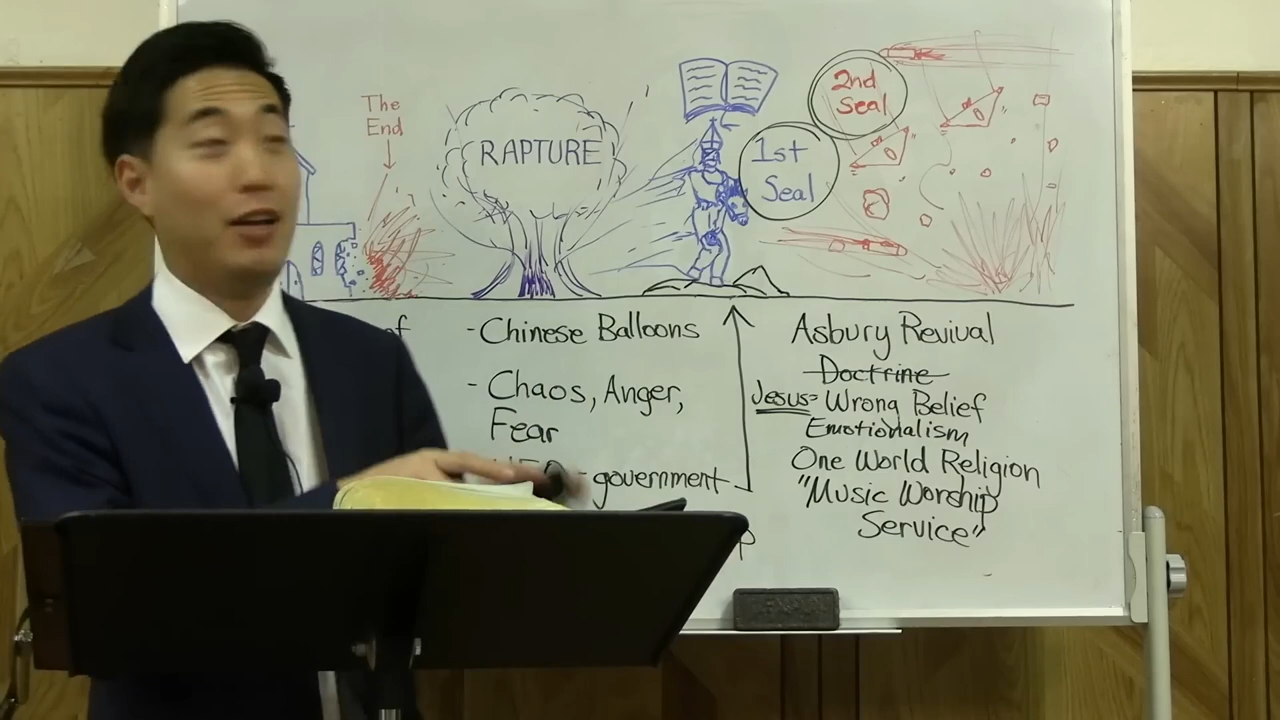 The
End
RAPTURE
1st
Seal
2nd
Seal
of
- Chinese Balloons
- Chaos, Anger,
Fear
- government
Asbury Revival
Doctrine
Jesus = Wrong Belief
Emotionalism
One World Religion
"Music Worship
Service"